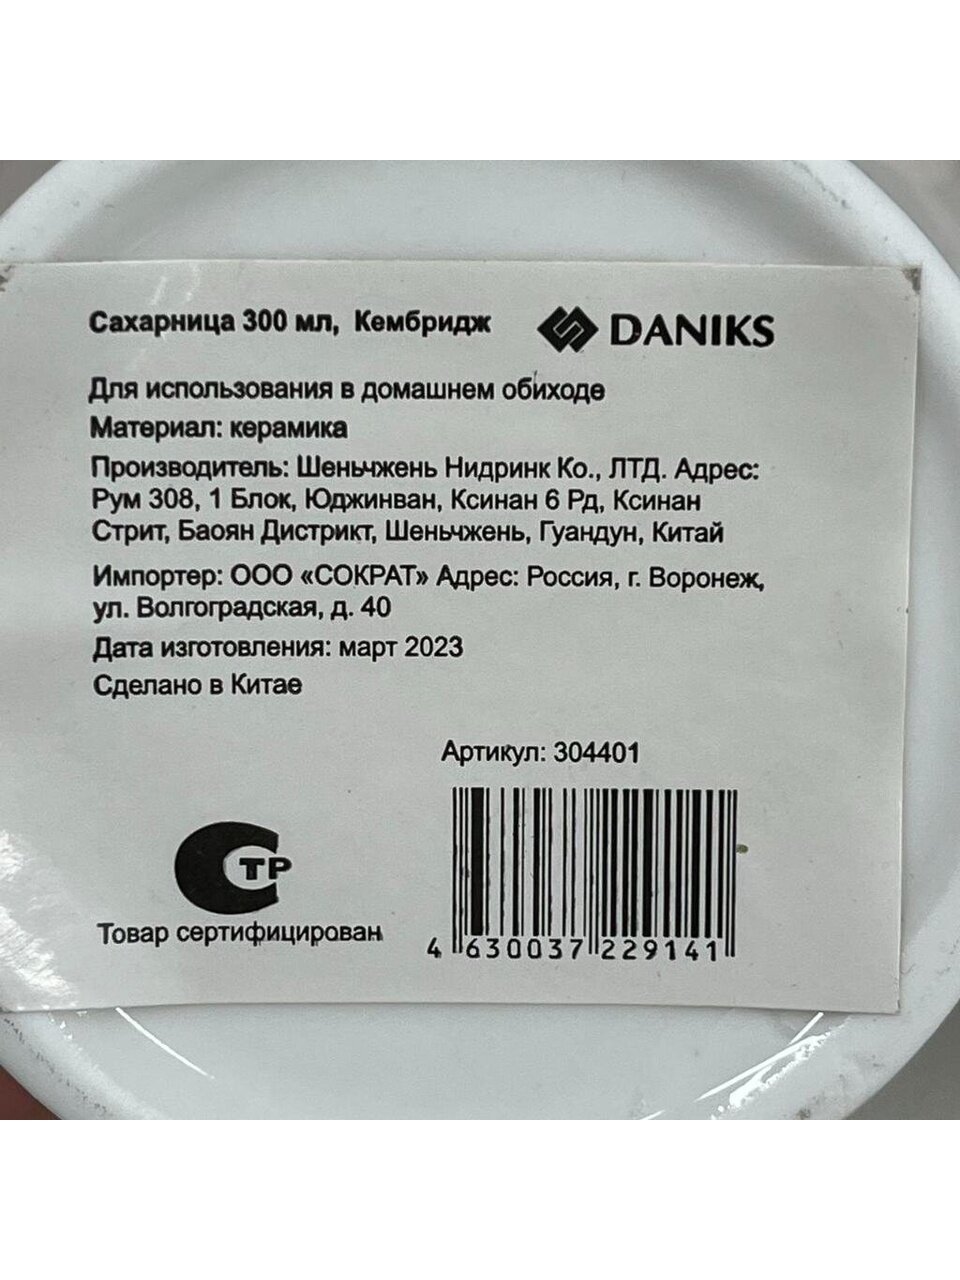 Сахарница 300 мл, Кембридж
DANIKS
Для использования в домашнем обиходе
Материал: керамика
Производитель: Шеньчжень Нидринк Ко., ЛТД. Адрес:
Рум 308, 1 Блок, Юджинван, Ксинан 6 Рд, Ксинан
Стрит, Баоян Дистрикт, Шеньчжень, Гуандун, Китай
Импортер: ООО «СОКРАТ» Адрес: Россия, г. Воронеж,
ул. Волгоградская, д. 40
Дата изготовления: март 2023
Сделано в Китае
Артикул: 304401
СТР
Товар сертифицирован
4 630037 229141